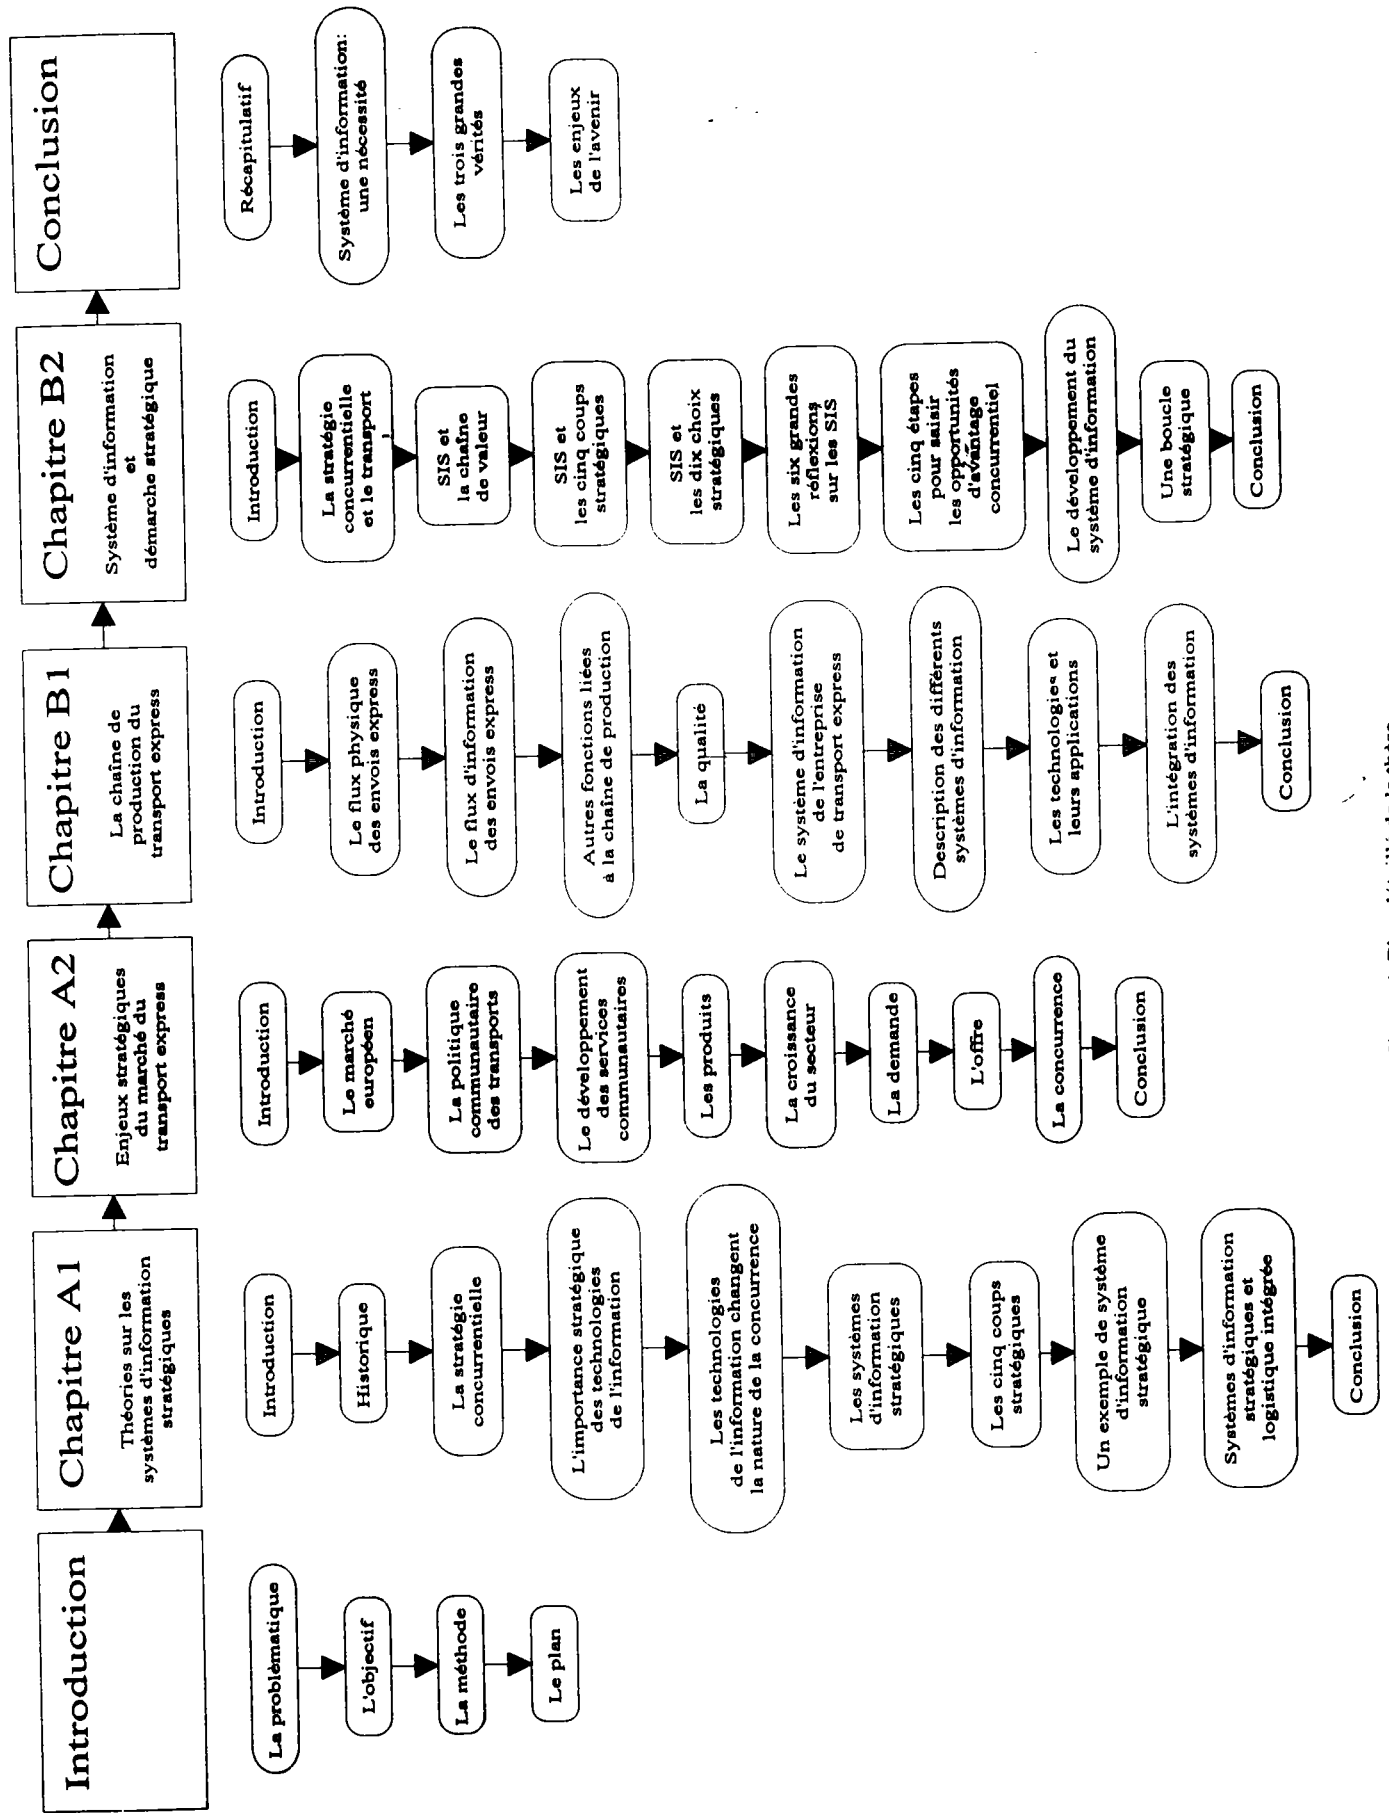 Introduction
La problématique
L'objectif
La méthode
Le plan
Chapitre A1
Théories sur les
systèmes d'information
stratégiques
Introduction
Historique
La stratégie
concurrentielle
L'importance stratégique
des technologies
de l'information
Les technologies
de l'information changent
la nature de la concurrence
Les systèmes
d'information
stratégiques
Les cinq coups
stratégiques
Un exemple de système
d'information
stratégique
Systèmes d'information
stratégiques et
logistique intégrée
Conclusion
Chapitre A2
Enjeux stratégiques
du marché du
transport express
Introduction
Le marché
européen
La politique
communautaire
des transports
Le développement
des services
communautaires
Les produits
La croissance
du secteur
La demande
L'offre
La concurrence
Conclusion
Chapitre B1
La chaîne de
production du
transport express
Introduction
Le flux physique
des envois express
Le flux d'information
des envois express
Autres fonctions liées
à la chaîne de production
La qualité
Le système d'information
de l'entreprise
de transport express
Description des différents
systèmes d'information
Les technologies et
leurs applications
L'intégration des
systèmes d'information
Conclusion
Chapitre B2
Système d'information
et
démarche stratégique
Introduction
La stratégie
concurrentielle
et le transport
SIS et
la chaîne
de valeur
SIS et
les cinq coups
stratégiques
SIS et
les dix choix
stratégiques
Les six grandes
réflexions
sur les SIS
Les cinq étapes
pour saisir
les opportunités
d'avantage
concurrentiel
Le développement du
système d'information
Une boucle
stratégique
Conclusion
Conclusion
Récapitulatif
Système d'information:
une nécessité
Les trois grandes
vérités
Les enjeux
de l'avenir